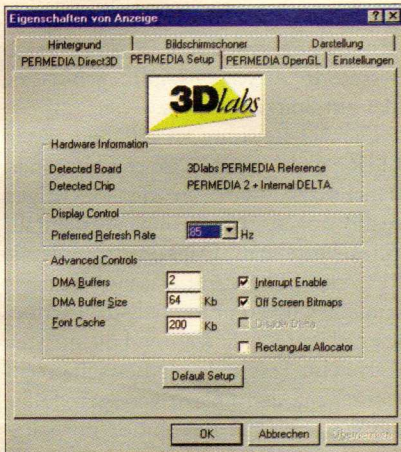 Eigenschaften von Anzeige
Hintergrund Bildschirmschoner Darstellung
PERMEDIA Direct3D PERMEDIA Setup PERMEDIA OpenGL Einstellungen
3Dlabs
Hardware Information
Detected Board 3Dlabs PERMEDIA Reference
Detected Chip PERMEDIA 2 + Internal DELTA.
Display Control
Preferred Refresh Rate 85 Hz
Advanced Controls
DMA Buffers 2 Interrupt Enable
DMA Buffer Size 64 Kb Off Screen Bitmaps
Font Cache 200 Kb Disable
Rectangular Allocator
Default Setup
OK Abbrechen